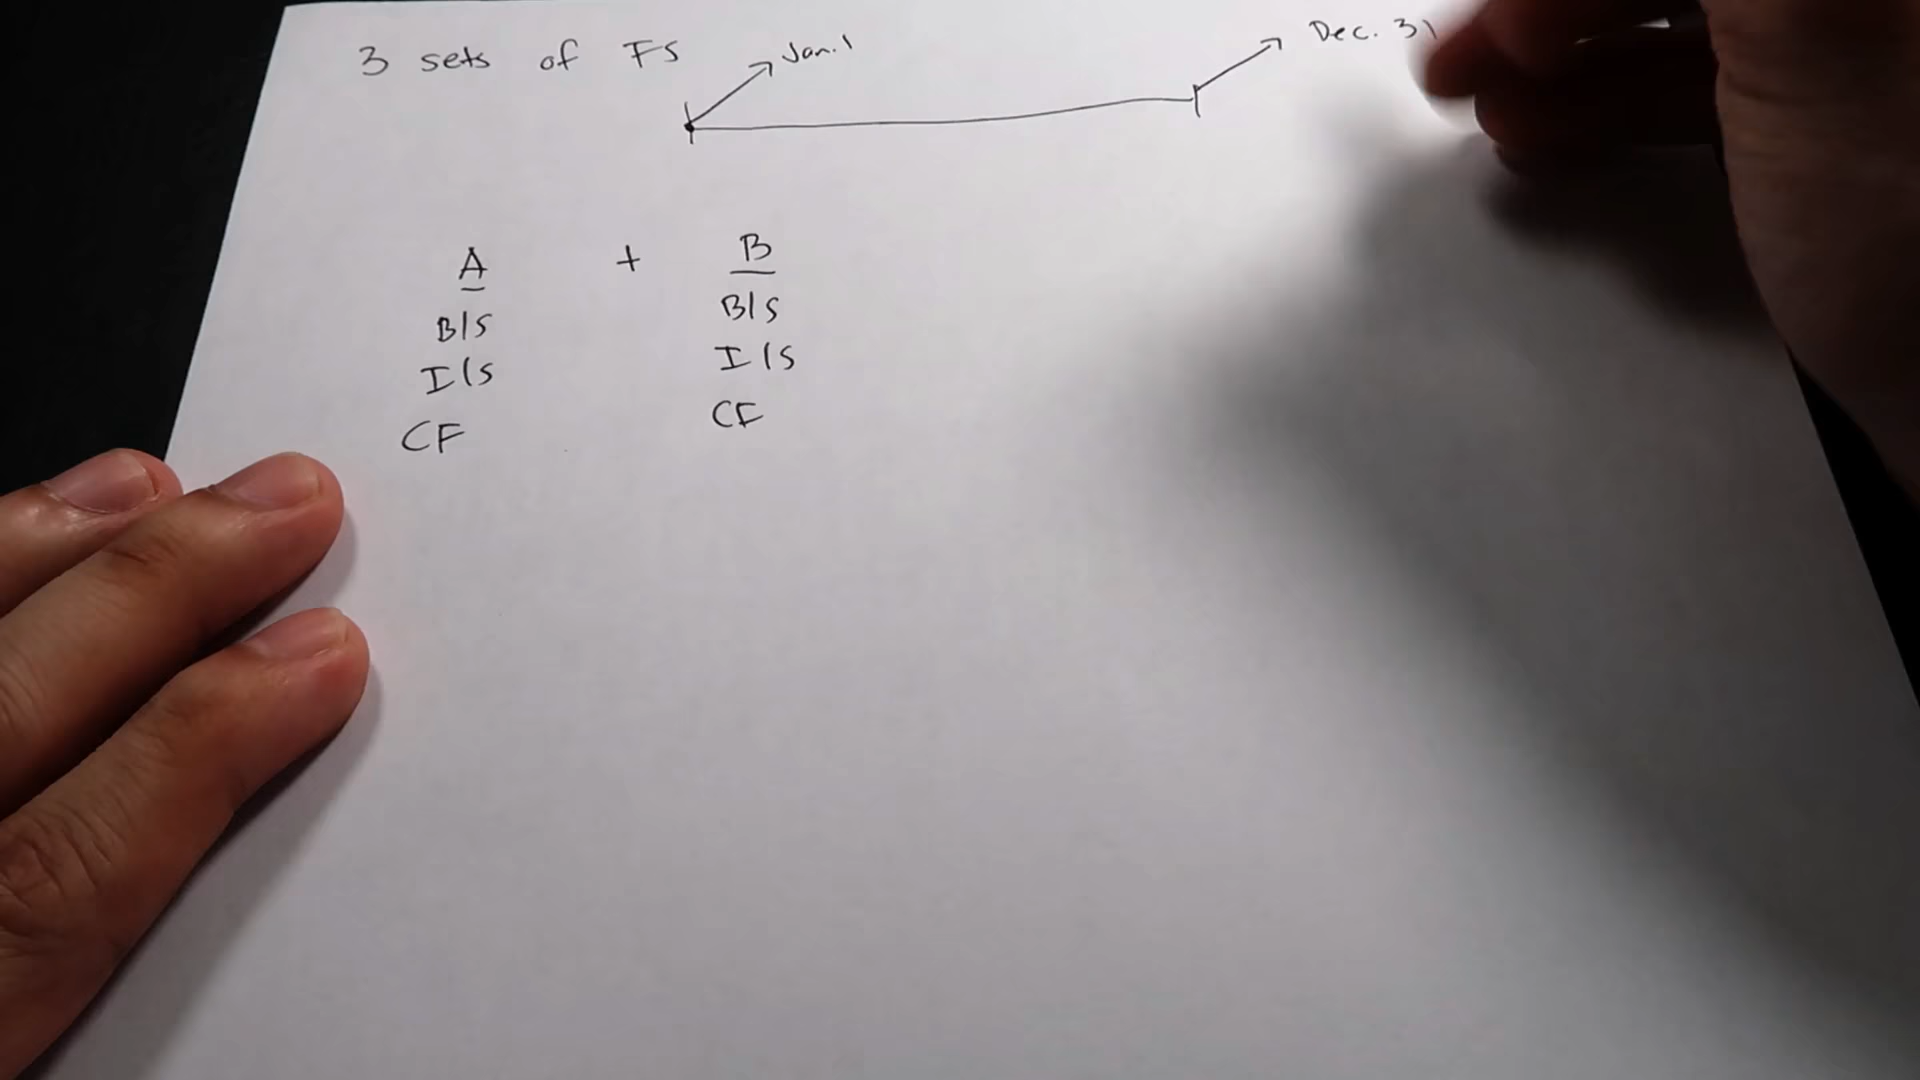 3 sets of FS
Jan. 1
Dec. 31
A + B
B/S B/S
I/S I/S
CF CF